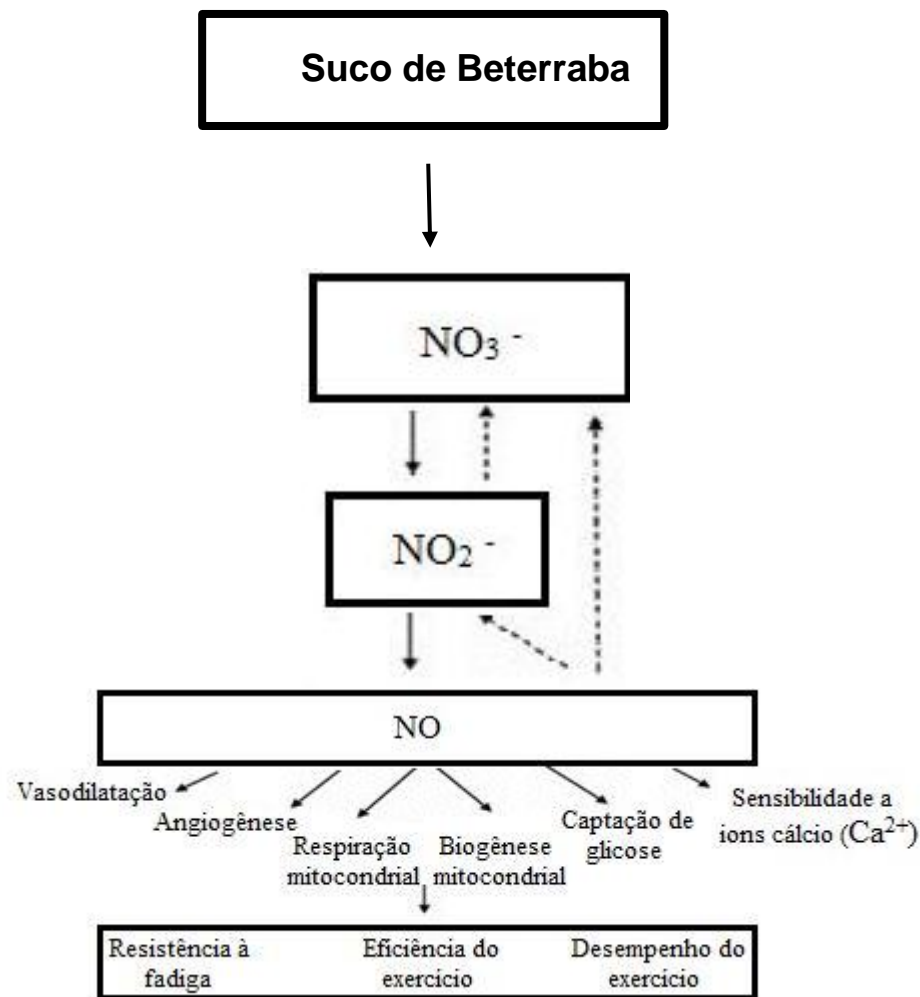 Suco de Beterraba
NO₃ -
NO₂ -
NO
Vasodilatação
Angiogênese
Respiração
mitocondrial
Biogênese
mitocondrial
Captação de
glicose
Sensibilidade a
ions cálcio (Ca²⁺)
Resistência à
fadiga
Eficiência do
exercício
Desempenho do
exercício